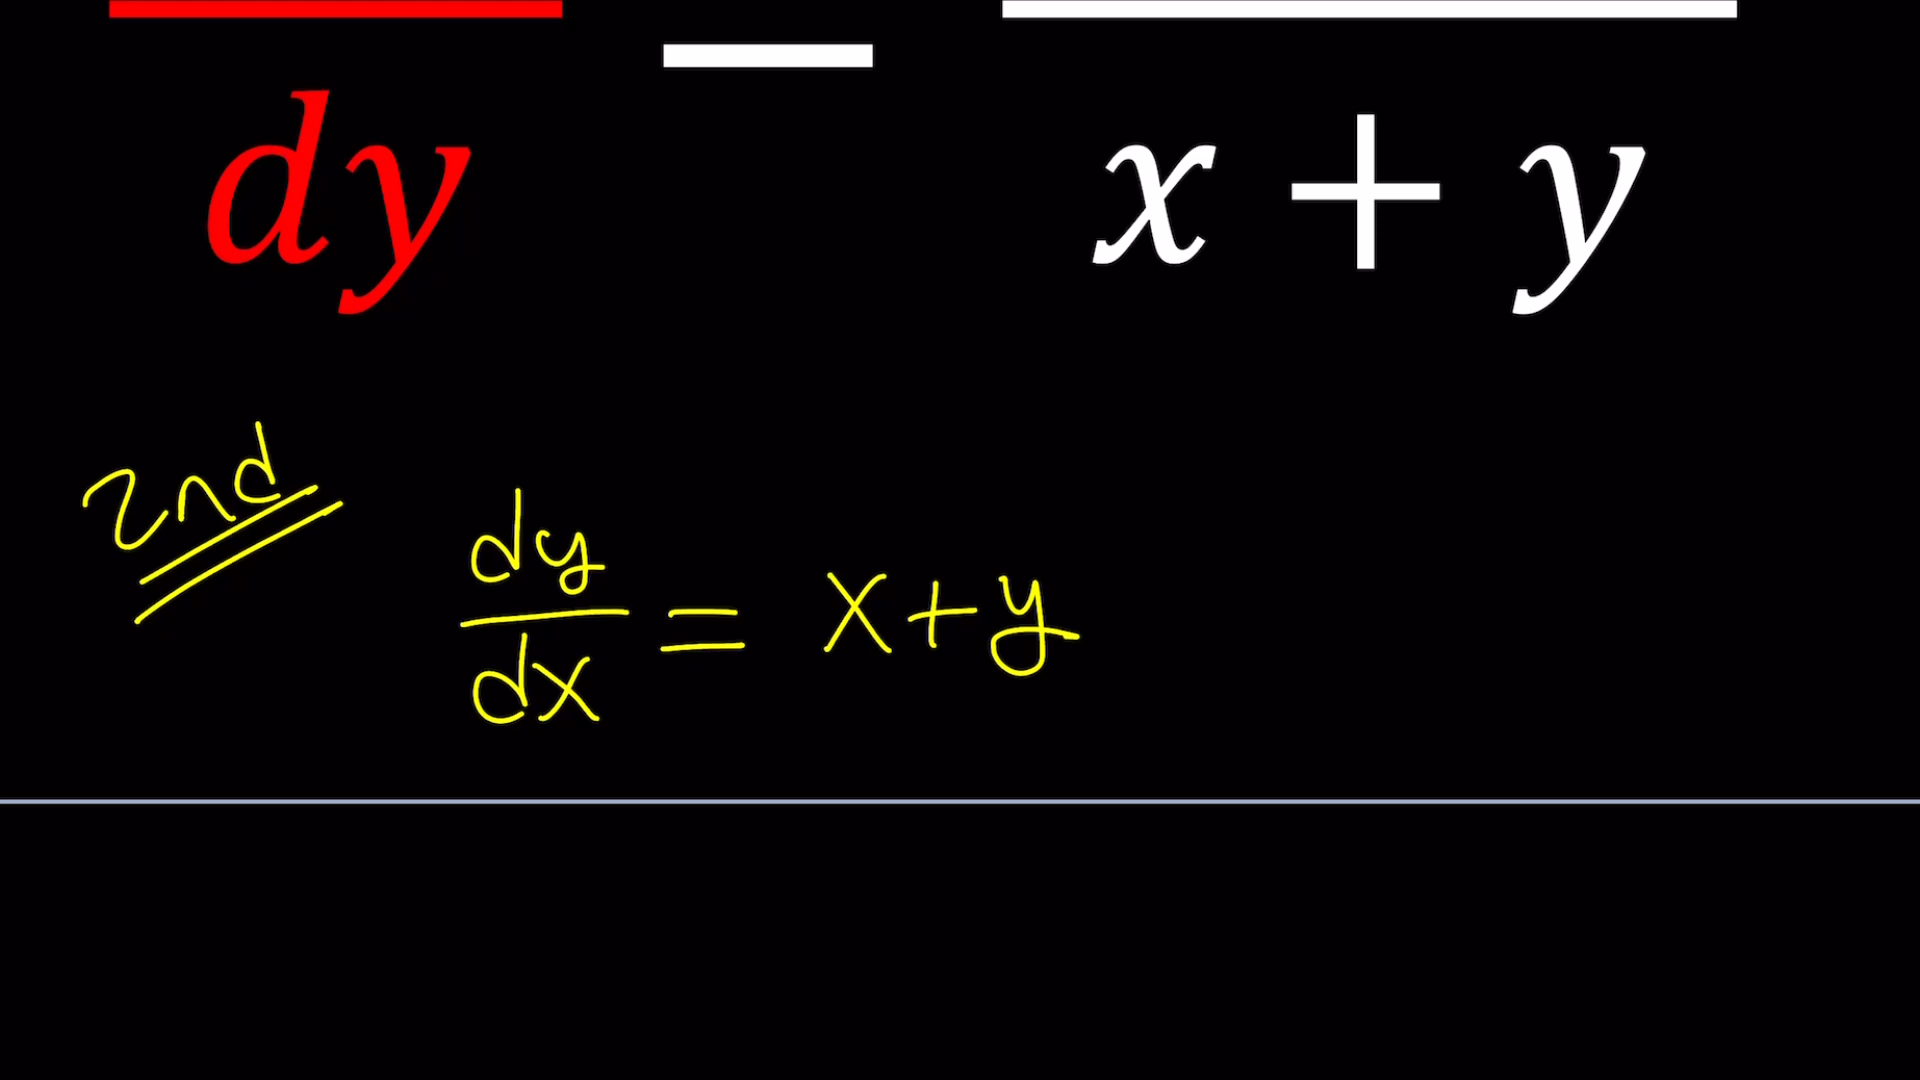 dy = x + y
2nd
dy/dx = x+y